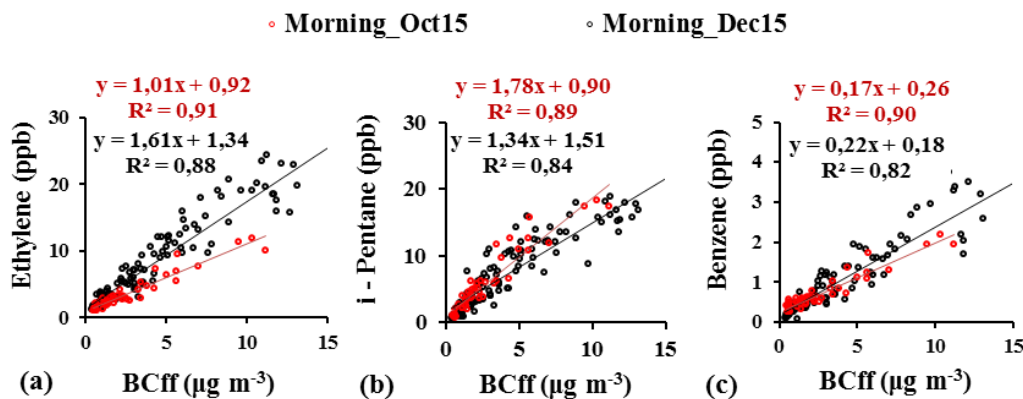 Morning_Oct15 Morning_Dec15
y = 1,01x + 0,92
R² = 0,91
y = 1,61x + 1,34
R² = 0,88
Ethylene (ppb)
30
20
10
0
0 5 10 15
(a) BCff (µg m⁻³)
y = 1,78x + 0,90
R² = 0,89
y = 1,34x + 1,51
R² = 0,84
i - Pentane (ppb)
30
20
10
0
0 5 10 15
(b) BCff (µg m⁻³)
y = 0,17x + 0,26
R² = 0,90
y = 0,22x + 0,18
R² = 0,82
Benzene (ppb)
5
4
3
2
1
0
0 5 10 15
(c) BCff (µg m⁻³)